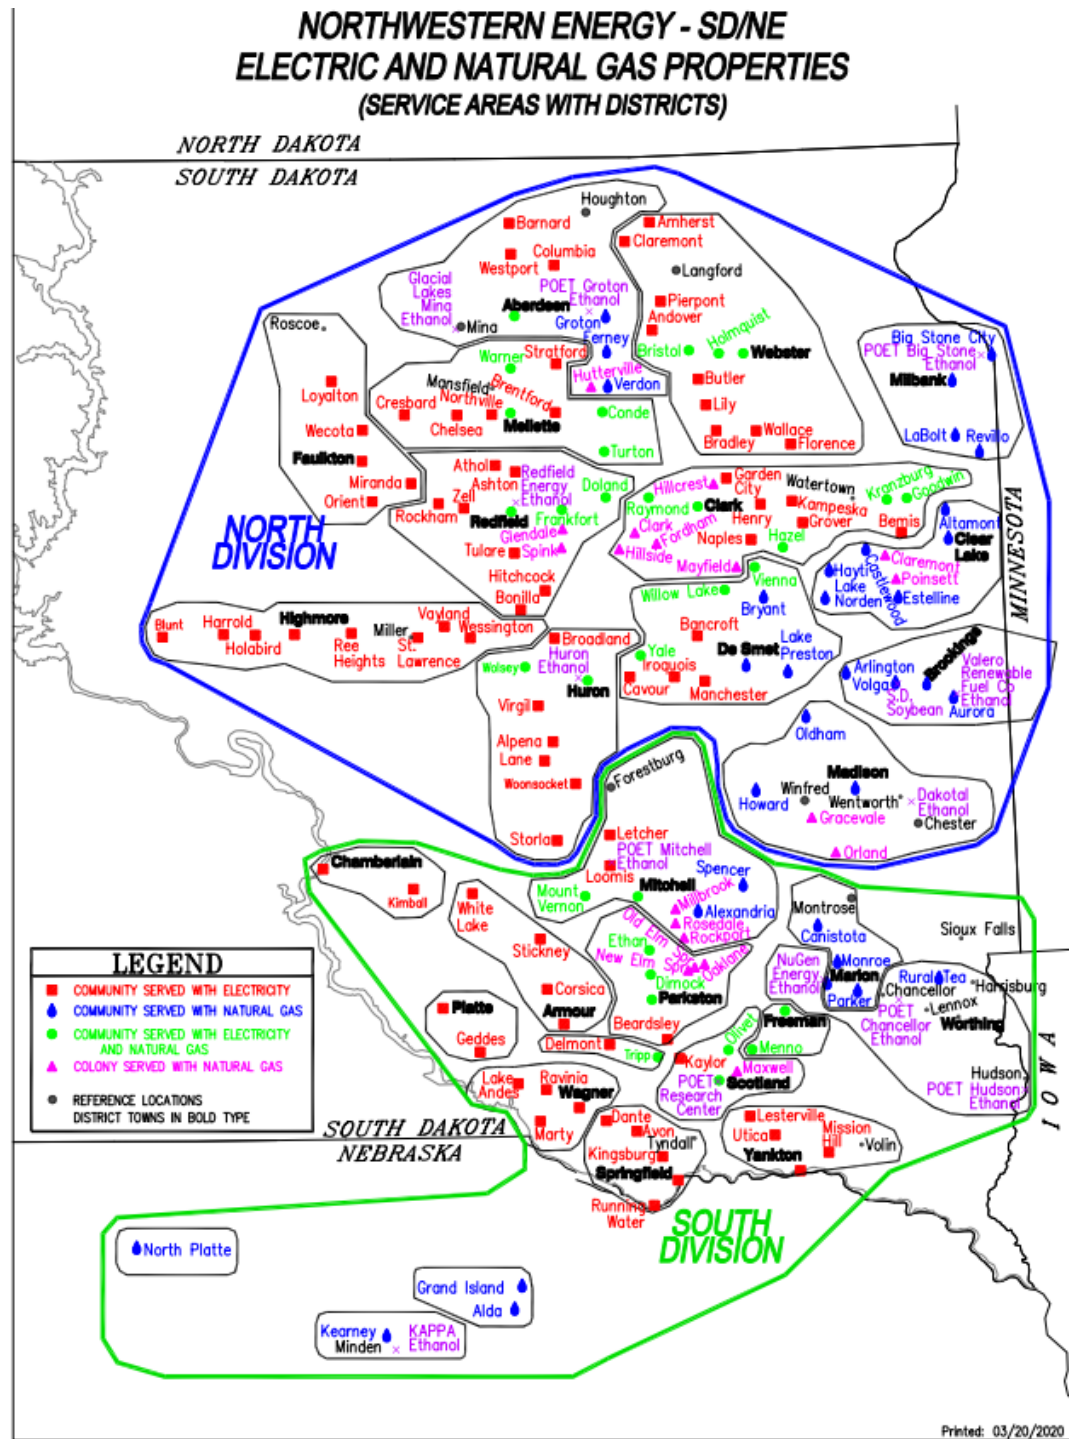 NORTHWESTERN ENERGY - SD/NE
ELECTRIC AND NATURAL GAS PROPERTIES
(SERVICE AREAS WITH DISTRICTS)
NORTH DAKOTA
SOUTH DAKOTA
Houghton
Barnard
Amherst
Claremont
Columbia
Westport
Langford
Glacial
Lakes
Mina
Ethanol
POET Groton
Ethanol
Aberdeen
Pierpont
Andover
Groton
Mina
Roscoe
Ferney
Holmquist
Big Stone City
POET Big Stone
Ethanol
Milbank
Warner
Stratford
Bristol
Webster
Hutterville
Verdon
Mansfield
Brentford
Butler
Loyalton
Northville
Cresbard
Chelsea
Mellette
Conde
Lily
Wecota
Turton
Bradley
Wallace
Florence
LaBolt
Revillo
Faulkton
Miranda
Orient
Athol
Ashton
Redfield
Energy
Ethanol
Doland
Zell
Rockham
Redfield
Frankfort
Glendale
Spink
Tulare
Hitchcock
Bonilla
Hillcrest
Garden
City
Watertown
Kranzburg
Goodwin
Raymond
Clark
Kampeska
Henry
Grover
Clark
Fordham
Naples
Hazel
Bemis
Hillside
Mayfield
Altamont
Clear
Lake
MINNESOTA
NORTH
DIVISION
Vienna
Willow Lake
Bryant
Hayti
Castlewood
Claremont
Poinsett
Lake
Norden
Estelline
Highmore
Blunt
Harrold
Holabird
Ree
Heights
Miller
St.
Lawrence
Vayland
Wessington
Broadland
Huron
Ethanol
Wolsey
Huron
Bancroft
Yale
Iroquois
De Smet
Lake
Preston
Cavour
Manchester
Brookings
Arlington
Volga
S.D.
Soybean
Valero
Renewable
Fuel Co
Ethanol
Aurora
Virgil
Alpena
Lane
Woonsocket
Storla
Oldham
Forestburg
Madison
Howard
Winfred
Wentworth
Dakotal
Ethanol
Gracevale
Chester
Orland
Letcher
POET Mitchell
Ethanol
Loomis
Chamberlain
Kimball
Mount
Vernon
Mitchell
Spencer
Millbrook
Alexandria
Rosedale
Rockport
White
Lake
Stickney
Montrose
Canistota
Sioux Falls
Ethan
Old Elm Spr
New Elm Spr
Oaklane
Dimock
Parkston
NuGen
Energy
Ethanol
Monroe
Marion
Parker
Rural Tea
Chancellor
Harrisburg
Lennox
POET
Chancellor
Ethanol
Worthing
Corsica
Armour
Platte
Geddes
Beardsley
Delmont
Tripp
Freeman
Olivet
Menno
Kaylor
Maxwell
POET
Research
Center
Scotland
Hudson
POET Hudson
Ethanol
IOWA
Lake
Andes
Ravinia
Wagner
Marty
Dante
Avon
Tyndall
Kingsburg
Springfield
Running
Water
Lesterville
Utica
Mission
Hill
Volin
Yankton
LEGEND
COMMUNITY SERVED WITH ELECTRICITY
COMMUNITY SERVED WITH NATURAL GAS
COMMUNITY SERVED WITH ELECTRICITY
AND NATURAL GAS
COLONY SERVED WITH NATURAL GAS
REFERENCE LOCATIONS
DISTRICT TOWNS IN BOLD TYPE
SOUTH DAKOTA
NEBRASKA
SOUTH
DIVISION
North Platte
Grand Island
Alda
Kearney
Minden
KAPPA
Ethanol
Printed: 03/20/2020